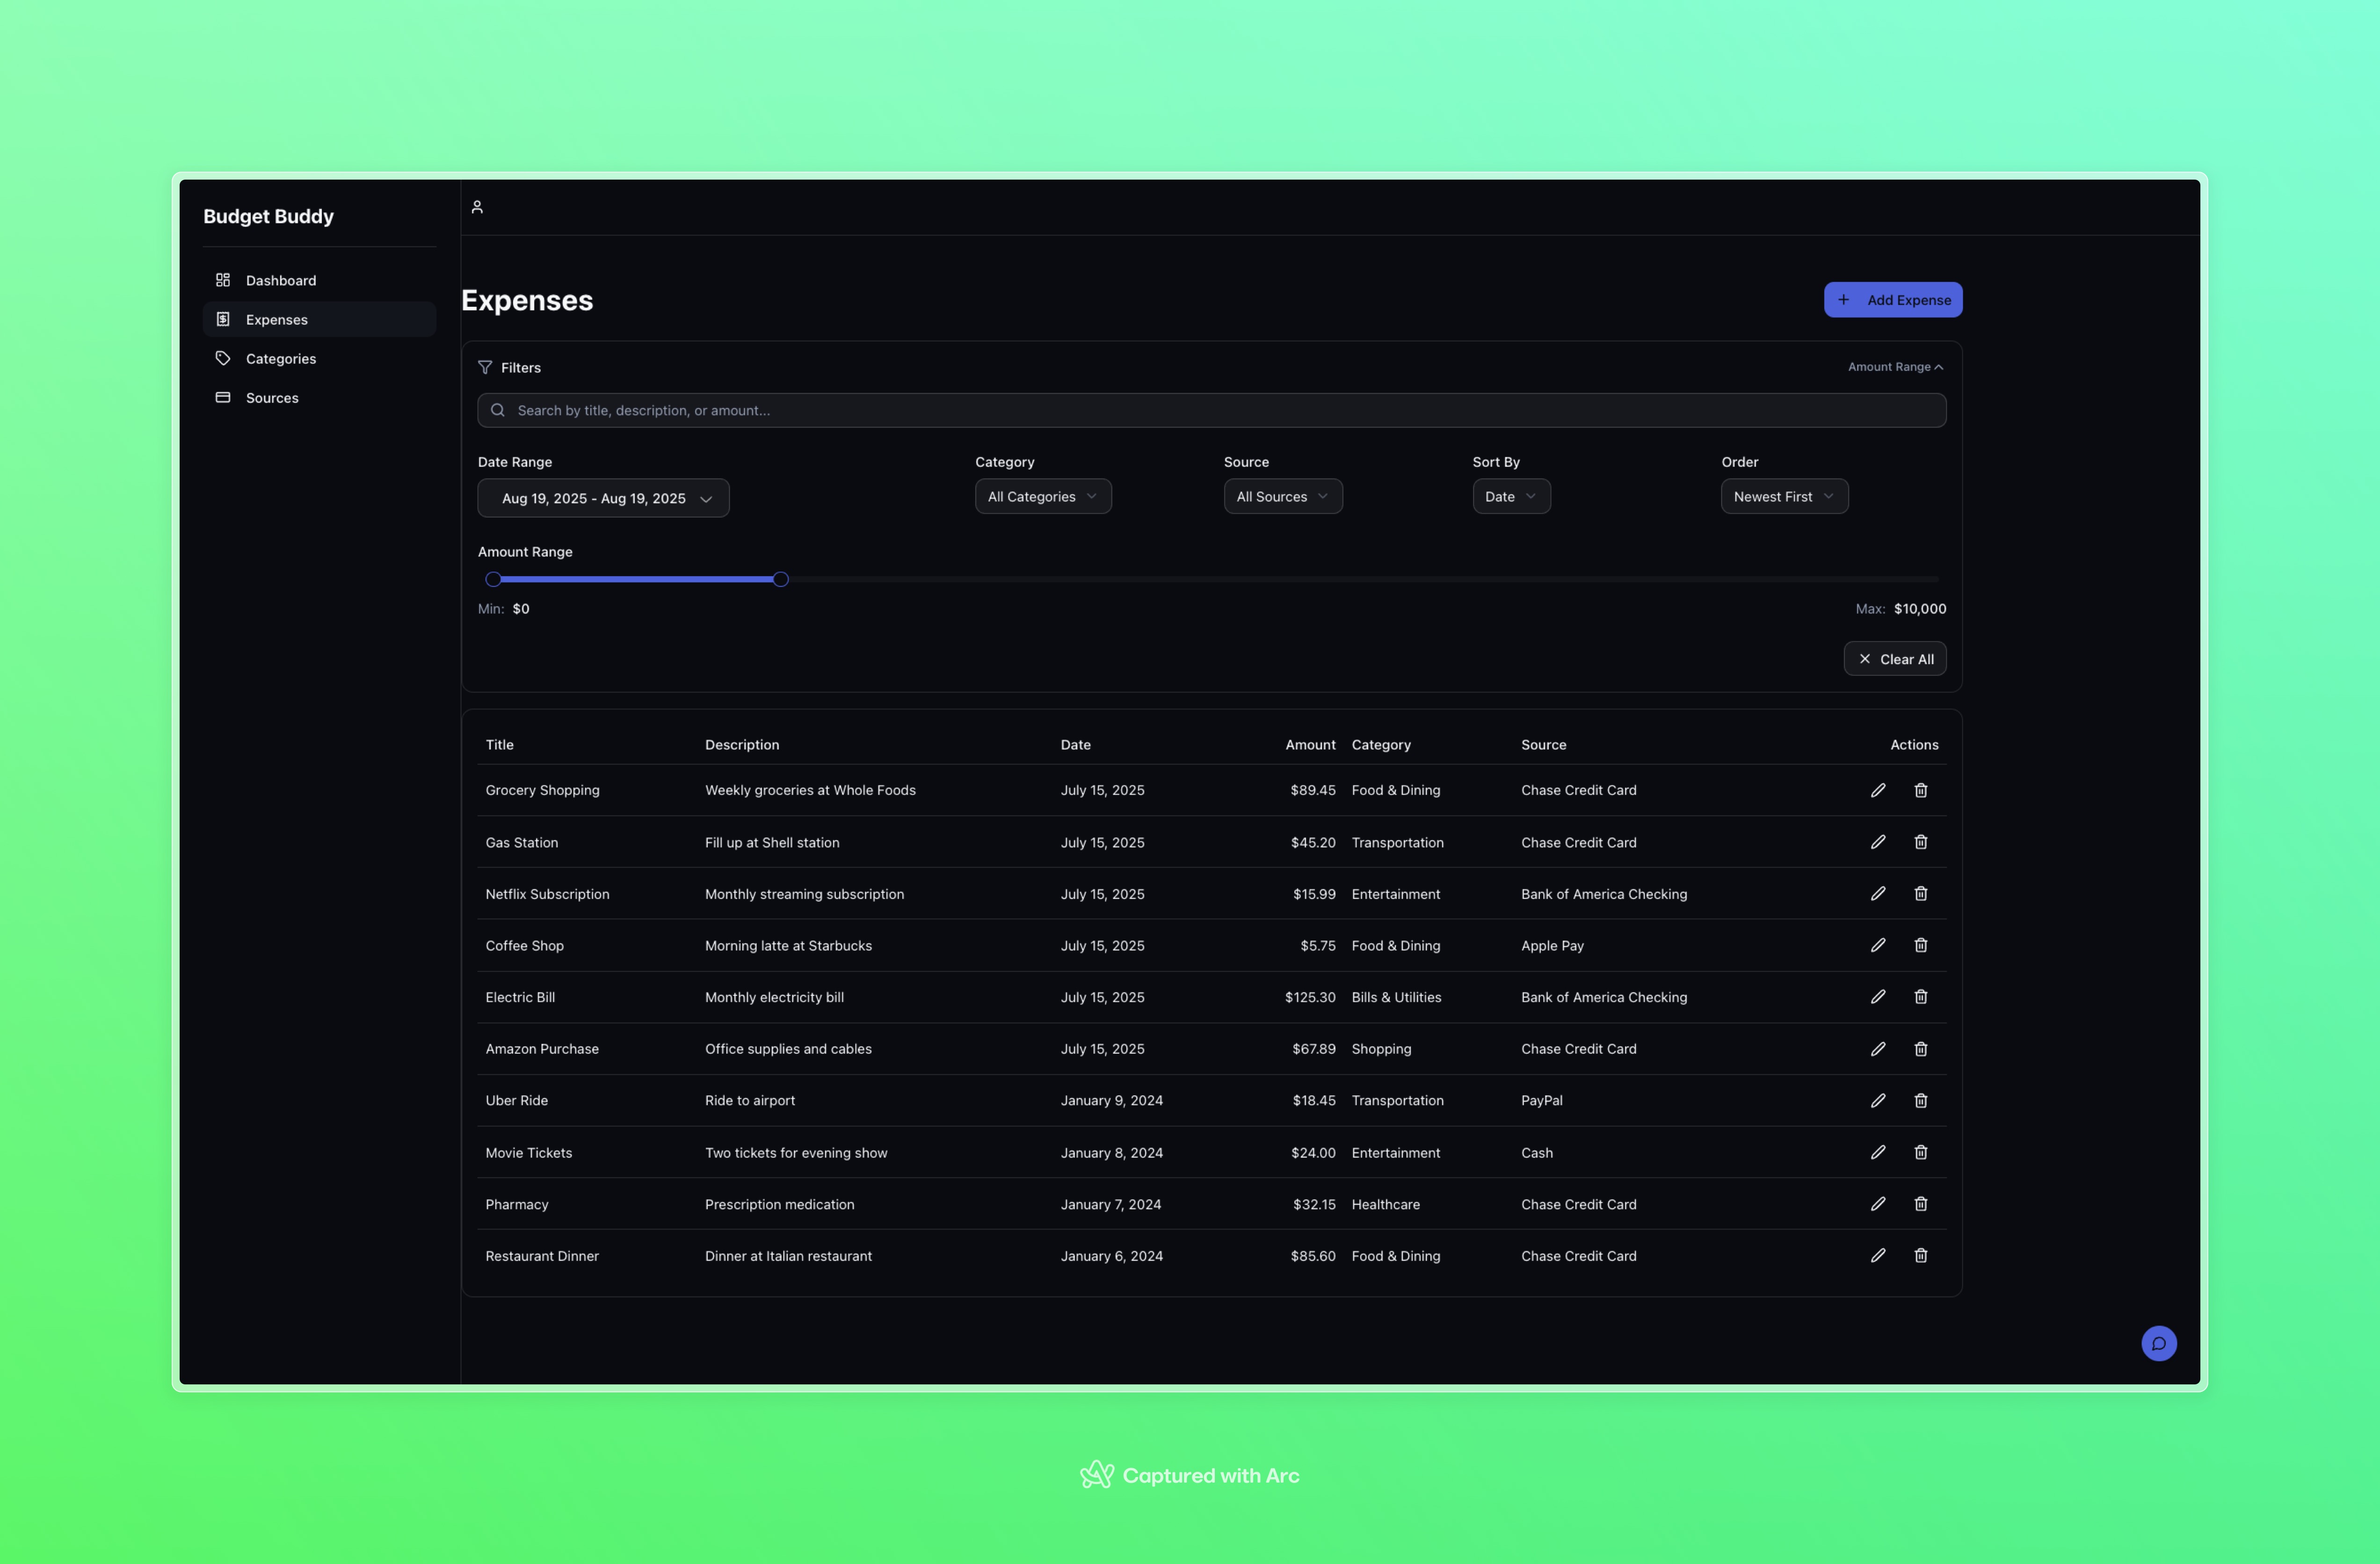 Budget Buddy
Dashboard
Expenses
Categories
Sources
Expenses
+ Add Expense
Filters
Amount Range
Search by title, description, or amount...
Date Range Category Source Sort By Order
Aug 19, 2025 - Aug 19, 2025 All Categories All Sources Date Newest First
Amount Range
Min: $0 Max: $10,000
Clear All
Title Description Date Amount Category Source Actions
Grocery Shopping Weekly groceries at Whole Foods July 15, 2025 $89.45 Food & Dining Chase Credit Card
Gas Station Fill up at Shell station July 15, 2025 $45.20 Transportation Chase Credit Card
Netflix Subscription Monthly streaming subscription July 15, 2025 $15.99 Entertainment Bank of America Checking
Coffee Shop Morning latte at Starbucks July 15, 2025 $5.75 Food & Dining Apple Pay
Electric Bill Monthly electricity bill July 15, 2025 $125.30 Bills & Utilities Bank of America Checking
Amazon Purchase Office supplies and cables July 15, 2025 $67.89 Shopping Chase Credit Card
Uber Ride Ride to airport January 9, 2024 $18.45 Transportation PayPal
Movie Tickets Two tickets for evening show January 8, 2024 $24.00 Entertainment Cash
Pharmacy Prescription medication January 7, 2024 $32.15 Healthcare Chase Credit Card
Restaurant Dinner Dinner at Italian restaurant January 6, 2024 $85.60 Food & Dining Chase Credit Card
Captured with Arc